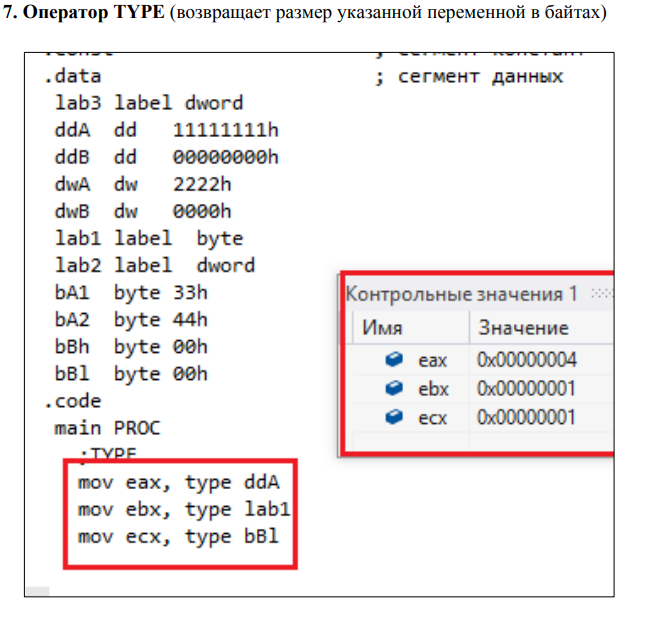 7. Оператор TYPE (возвращает размер указанной переменной в байтах)
.const ; сегмент констант
.data ; сегмент данных
lab3 label dword
ddA dd 11111111h
ddB dd 00000000h
dwA dw 2222h
dwB dw 0000h
lab1 label byte
lab2 label dword
bA1 byte 33h
bA2 byte 44h
bBh byte 00h
bBl byte 00h
.code
main PROC
;TYPE
mov eax, type ddA
mov ebx, type lab1
mov ecx, type bBl
Контрольные значения 1
Имя Значение
eax 0x00000004
ebx 0x00000001
ecx 0x00000001